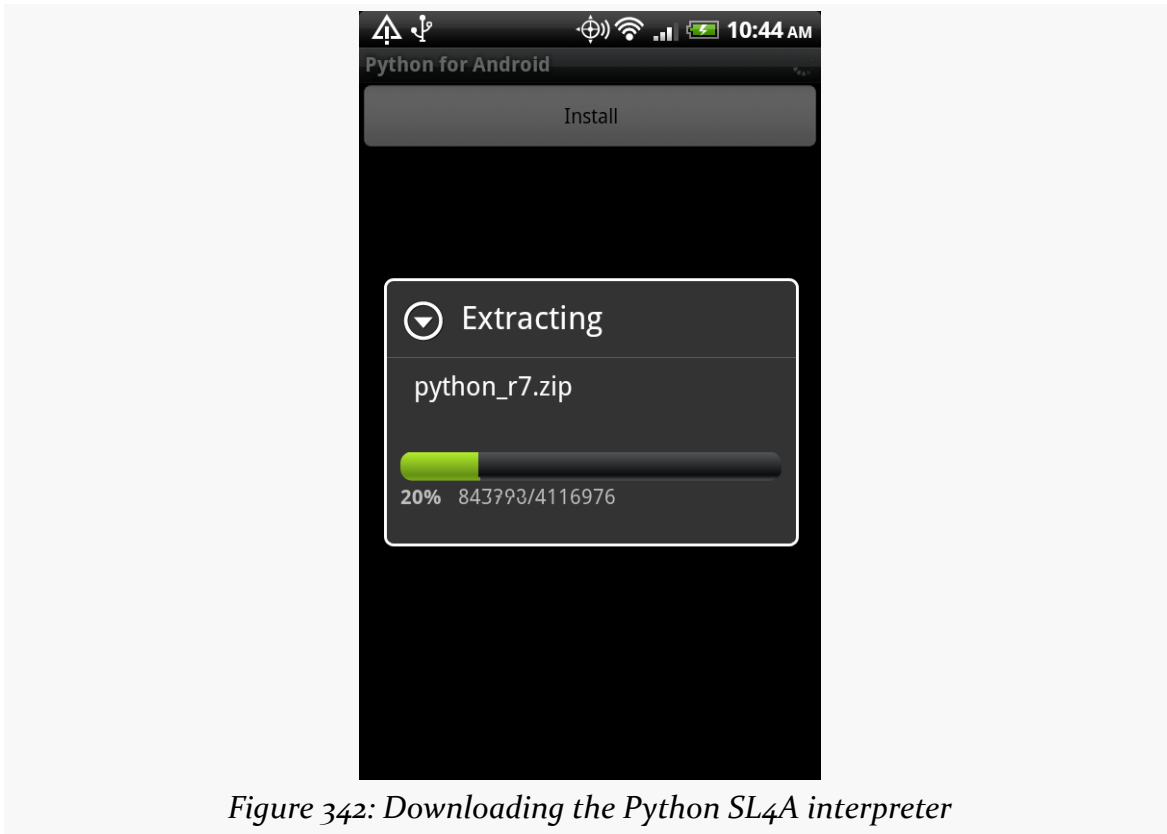 10:44 AM
Python for Android
Install
Extracting
python_r7.zip
20% /4116976
Figure 342: Downloading the Python SL4A interpreter